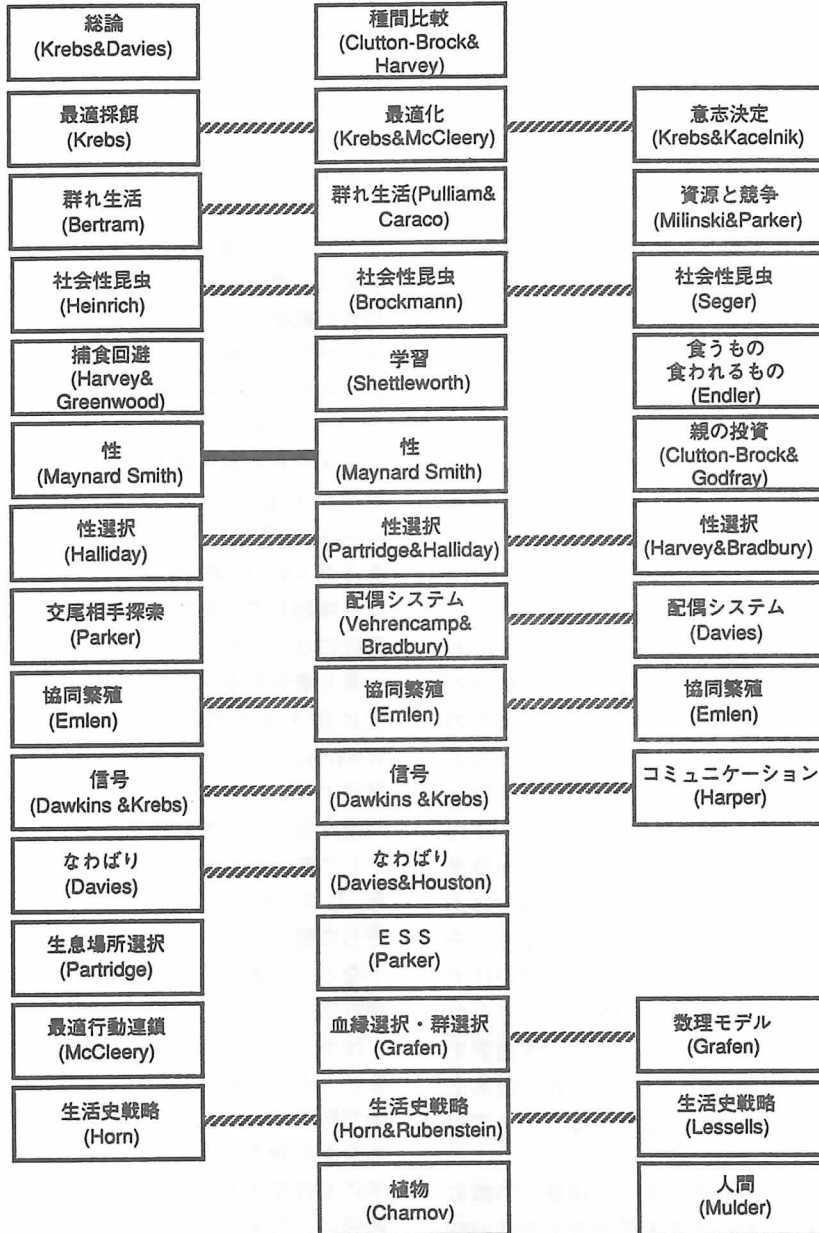 総論
(Krebs&Davies)
種間比較
(Clutton-Brock&
Harvey)
最適採餌
(Krebs)
最適化
(Krebs&McCleery)
意志決定
(Krebs&Kacelnik)
群れ生活
(Bertram)
群れ生活(Pulliam&
Caraco)
資源と競争
(Milinski&Parker)
社会性昆虫
(Heinrich)
社会性昆虫
(Brockmann)
社会性昆虫
(Seger)
捕食回避
(Harvey&
Greenwood)
学習
(Shettleworth)
食うもの
食われるもの
(Endler)
性
(Maynard Smith)
性
(Maynard Smith)
親の投資
(Clutton-Brock&
Godfray)
性選択
(Halliday)
性選択
(Partridge&Halliday)
性選択
(Harvey&Bradbury)
交尾相手探索
(Parker)
配偶システム
(Vehrencamp&
Bradbury)
配偶システム
(Davies)
協同繁殖
(Emlen)
協同繁殖
(Emlen)
協同繁殖
(Emlen)
信号
(Dawkins &Krebs)
信号
(Dawkins &Krebs)
コミュニケーション
(Harper)
なわばり
(Davies)
なわばり
(Davies&Houston)
生息場所選択
(Partridge)
ESS
(Parker)
最適行動連鎖
(McCleery)
血縁選択・群選択
(Grafen)
数理モデル
(Grafen)
生活史戦略
(Horn)
生活史戦略
(Horn&Rubenstein)
生活史戦略
(Lessells)
植物
(Charnov)
人間
(Mulder)